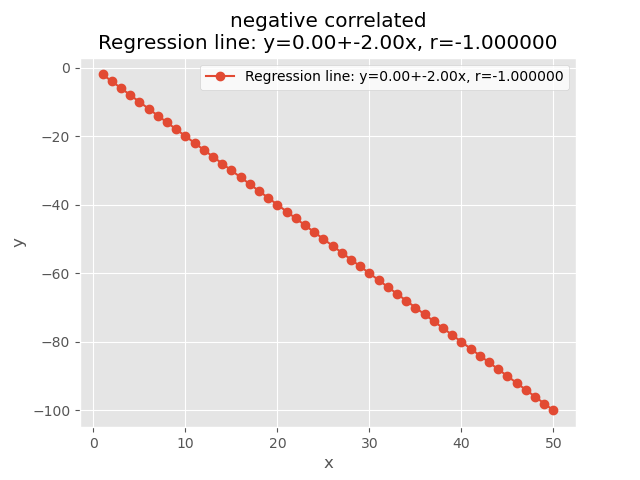 negative correlated
Regression line: y=0.00+-2.00x, r=-1.000000
Regression line: y=0.00+-2.00x, r=-1.000000
0
−20
−40
−60
−80
−100
y
0 10 20 30 40 50
x